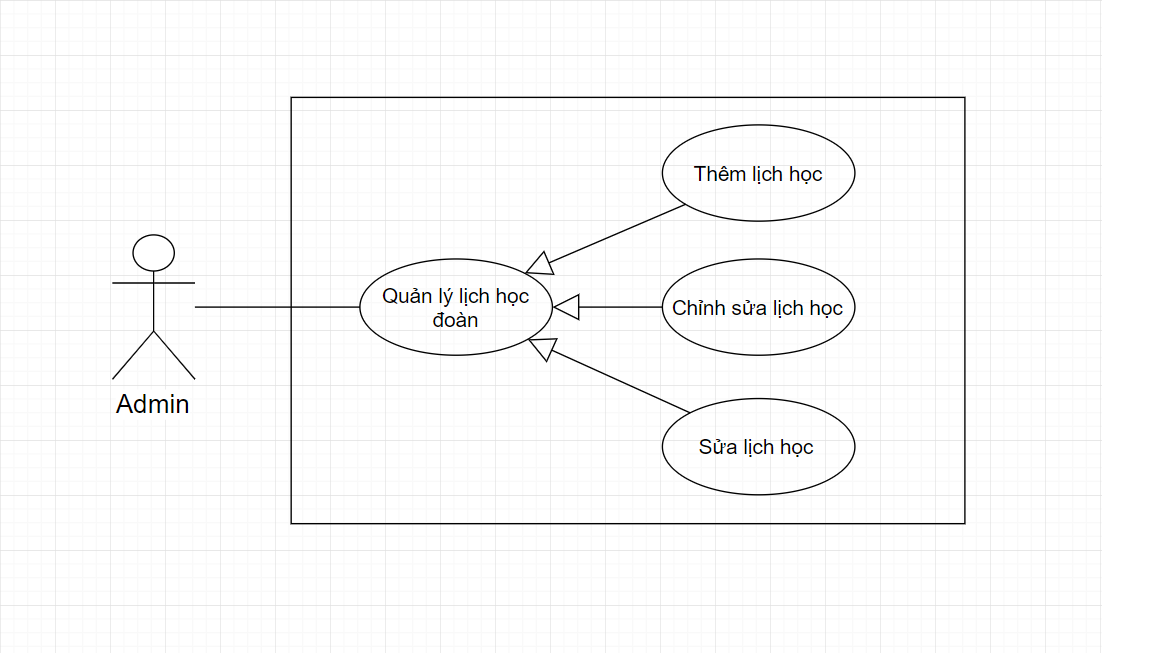 Thêm lịch học
Quản lý lịch học
đoàn
Chỉnh sửa lịch học
Admin
Sửa lịch học